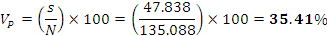 V_P = (s/N) × 100 = (47.838/135.088) × 100 = 35.41%